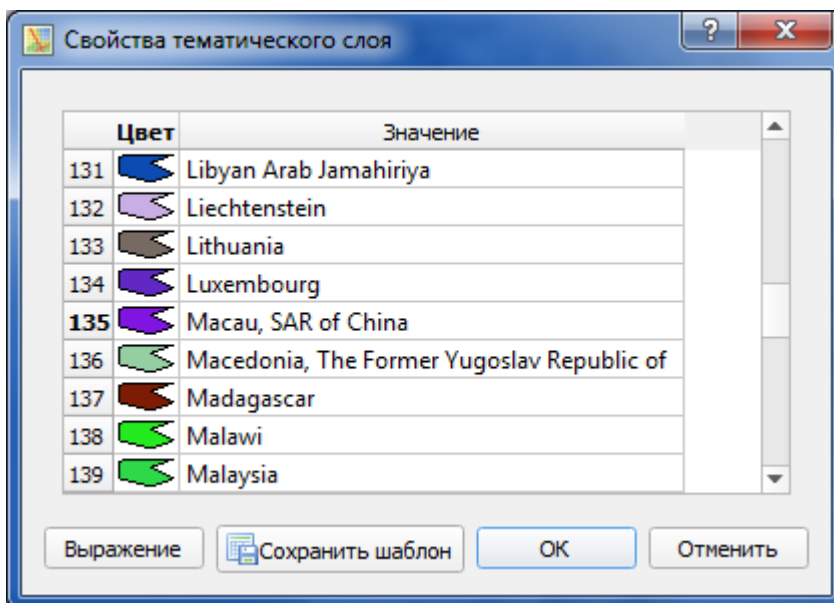 Свойства тематического слоя
Цвет Значение
131 Libyan Arab Jamahiriya
132 Liechtenstein
133 Lithuania
134 Luxembourg
135 Macau, SAR of China
136 Macedonia, The Former Yugoslav Republic of
137 Madagascar
138 Malawi
139 Malaysia
Выражение Сохранить шаблон OK Отменить